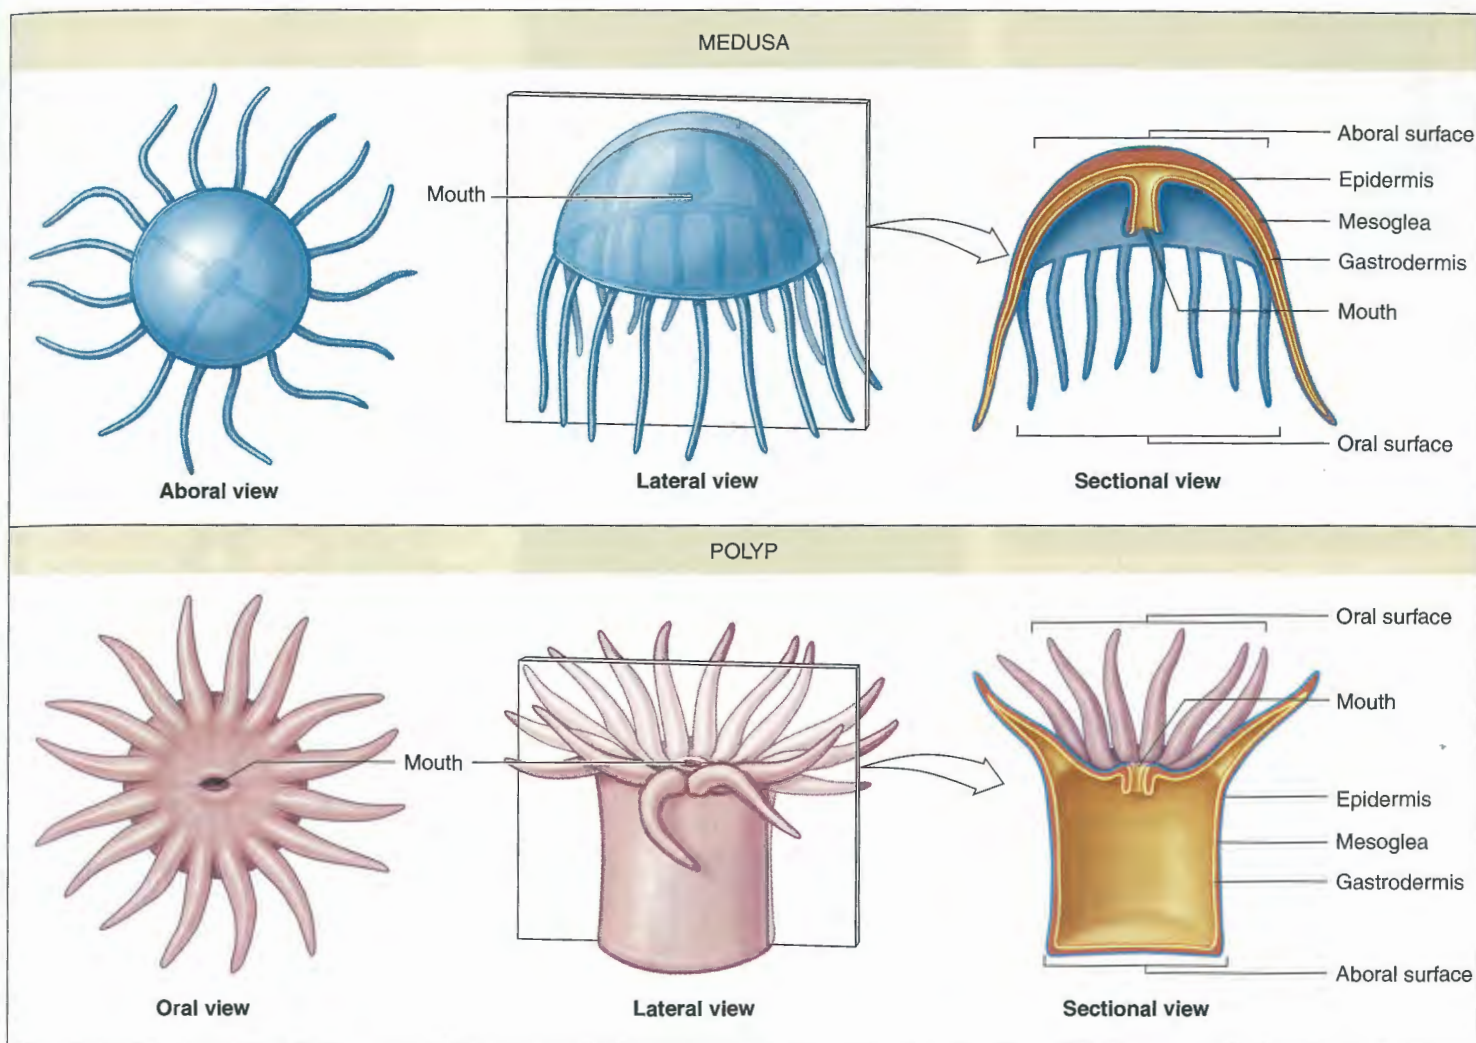 MEDUSA
Mouth
Aboral surface
Epidermis
Mesoglea
Gastrodermis
Mouth
Oral surface
Aboral view
Lateral view
Sectional view
POLYP
Oral surface
Mouth
Mouth
Epidermis
Mesoglea
Gastrodermis
Aboral surface
Oral view
Lateral view
Sectional view